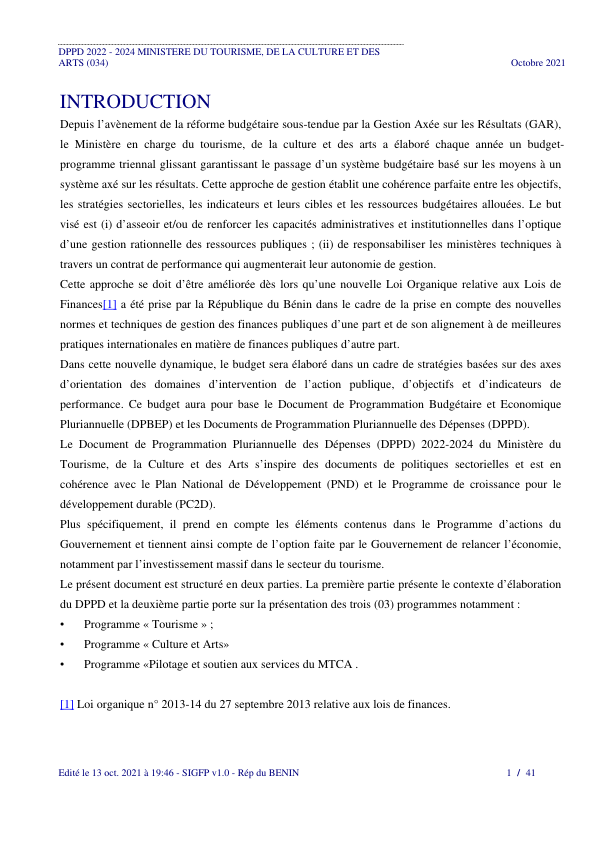 DPPD 2022 - 2024 MINISTERE DU TOURISME, DE LA CULTURE ET DES
ARTS (034) Octobre 2021
INTRODUCTION
Depuis l’avènement de la réforme budgétaire sous-tendue par la Gestion Axée sur les Résultats (GAR),
le Ministère en charge du tourisme, de la culture et des arts a élaboré chaque année un budget-
programme triennal glissant garantissant le passage d’un système budgétaire basé sur les moyens à un
système axé sur les résultats. Cette approche de gestion établit une cohérence parfaite entre les objectifs,
les stratégies sectorielles, les indicateurs et leurs cibles et les ressources budgétaires allouées. Le but
visé est (i) d’asseoir et/ou de renforcer les capacités administratives et institutionnelles dans l’optique
d’une gestion rationnelle des ressources publiques ; (ii) de responsabiliser les ministères techniques à
travers un contrat de performance qui augmenterait leur autonomie de gestion.
Cette approche se doit d’être améliorée dès lors qu’une nouvelle Loi Organique relative aux Lois de
Finances[1] a été prise par la République du Bénin dans le cadre de la prise en compte des nouvelles
normes et techniques de gestion des finances publiques d’une part et de son alignement à de meilleures
pratiques internationales en matière de finances publiques d’autre part.
Dans cette nouvelle dynamique, le budget sera élaboré dans un cadre de stratégies basées sur des axes
d’orientation des domaines d’intervention de l’action publique, d’objectifs et d’indicateurs de
performance. Ce budget aura pour base le Document de Programmation Budgétaire et Economique
Pluriannuelle (DPBEP) et les Documents de Programmation Pluriannuelle des Dépenses (DPPD).
Le Document de Programmation Pluriannuelle des Dépenses (DPPD) 2022-2024 du Ministère du
Tourisme, de la Culture et des Arts s’inspire des documents de politiques sectorielles et est en
cohérence avec le Plan National de Développement (PND) et le Programme de croissance pour le
développement durable (PC2D).
Plus spécifiquement, il prend en compte les éléments contenus dans le Programme d’actions du
Gouvernement et tiennent ainsi compte de l’option faite par le Gouvernement de relancer l’économie,
notamment par l’investissement massif dans le secteur du tourisme.
Le présent document est structuré en deux parties. La première partie présente le contexte d’élaboration
du DPPD et la deuxième partie porte sur la présentation des trois (03) programmes notamment :
• Programme « Tourisme » ;
• Programme « Culture et Arts»
• Programme «Pilotage et soutien aux services du MTCA .
[1] Loi organique n° 2013-14 du 27 septembre 2013 relative aux lois de finances.
Edité le 13 oct. 2021 à 19:46 - SIGFP v1.0 - Rép du BENIN 1 / 41